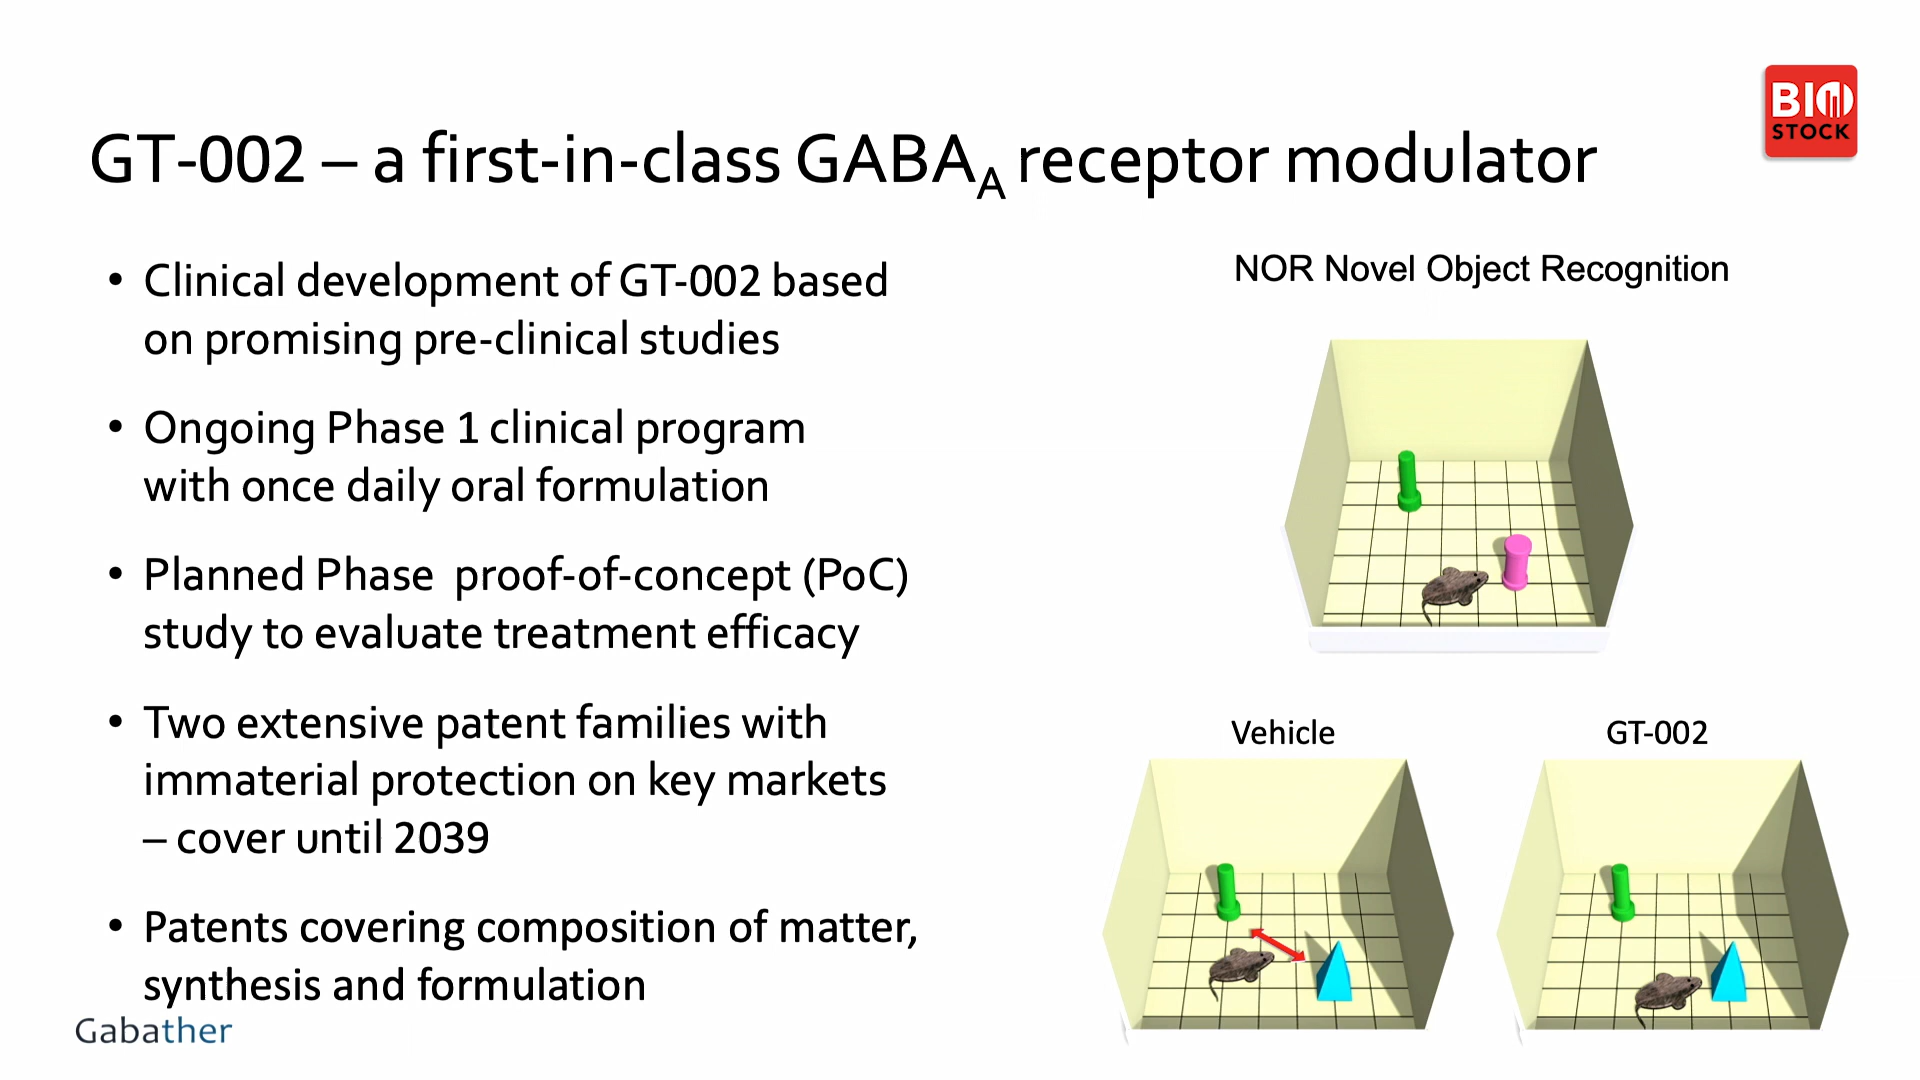 BIO
STOCK
GT-002 – a first-in-class GABAA receptor modulator
• Clinical development of GT-002 based
on promising pre-clinical studies
• Ongoing Phase 1 clinical program
with once daily oral formulation
• Planned Phase  proof-of-concept (PoC)
study to evaluate treatment efficacy
• Two extensive patent families with
immaterial protection on key markets
– cover until 2039
• Patents covering composition of matter,
synthesis and formulation
Gabather
NOR Novel Object Recognition
Vehicle
GT-002